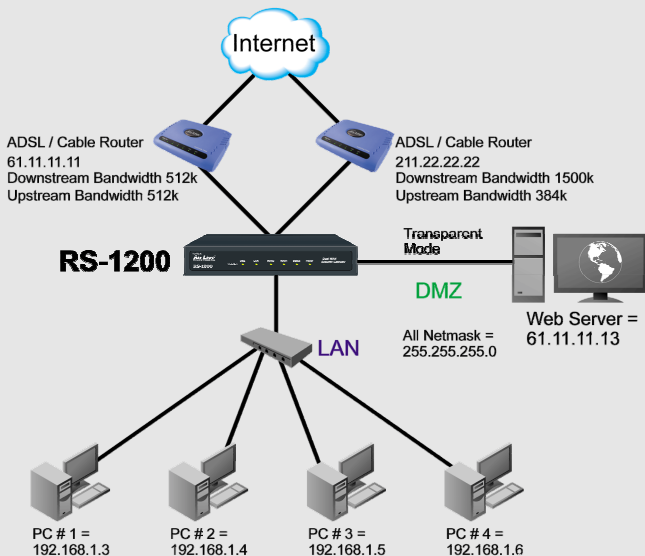 Internet
ADSL / Cable Router
61.11.11.11
Downstream Bandwidth 512k
Upstream Bandwidth 512k
ADSL / Cable Router
211.22.22.22
Downstream Bandwidth 1500k
Upstream Bandwidth 384k
RS-1200
AirLive
RS-1200
Transparent
Mode
DMZ
Web Server =
61.11.11.13
All Netmask =
255.255.255.0
LAN
PC # 1 =
192.168.1.3
PC # 2 =
192.168.1.4
PC # 3 =
192.168.1.5
PC # 4 =
192.168.1.6